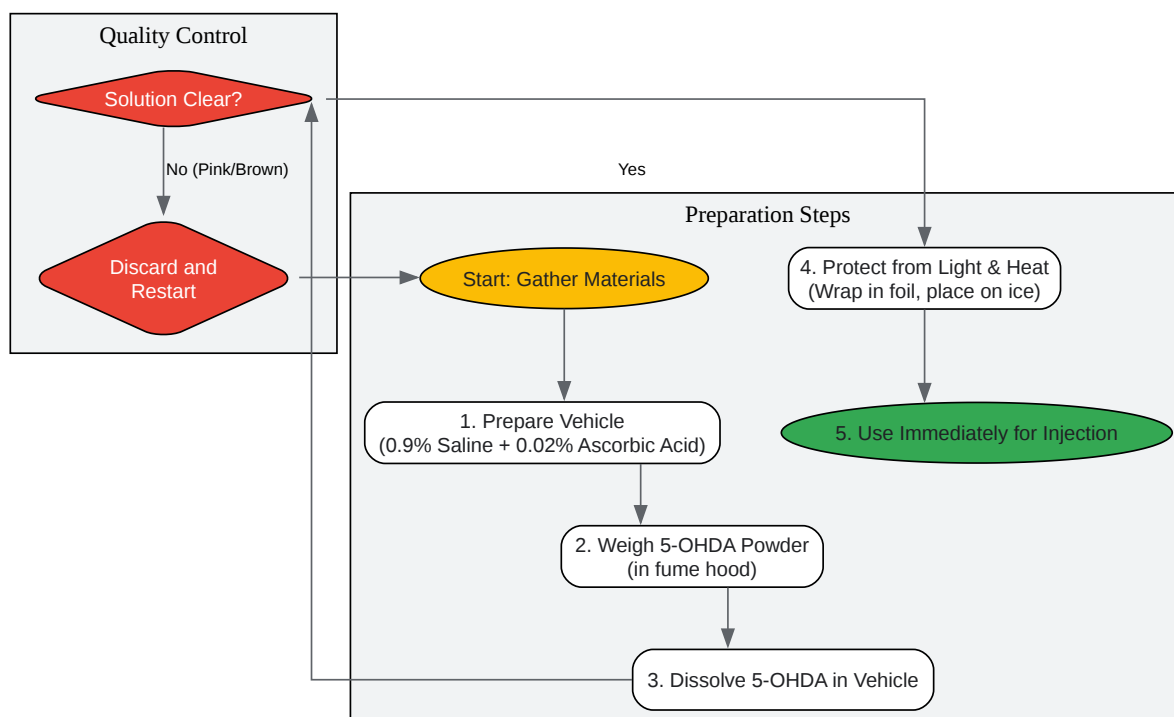 Quality Control
Solution Clear?
No (Pink/Brown)
Yes
Discard and
Restart
Preparation Steps
Start: Gather Materials
4. Protect from Light & Heat
(Wrap in foil, place on ice)
1. Prepare Vehicle
(0.9% Saline + 0.02% Ascorbic Acid)
5. Use Immediately for Injection
2. Weigh 5-OHDA Powder
(in fume hood)
3. Dissolve 5-OHDA in Vehicle